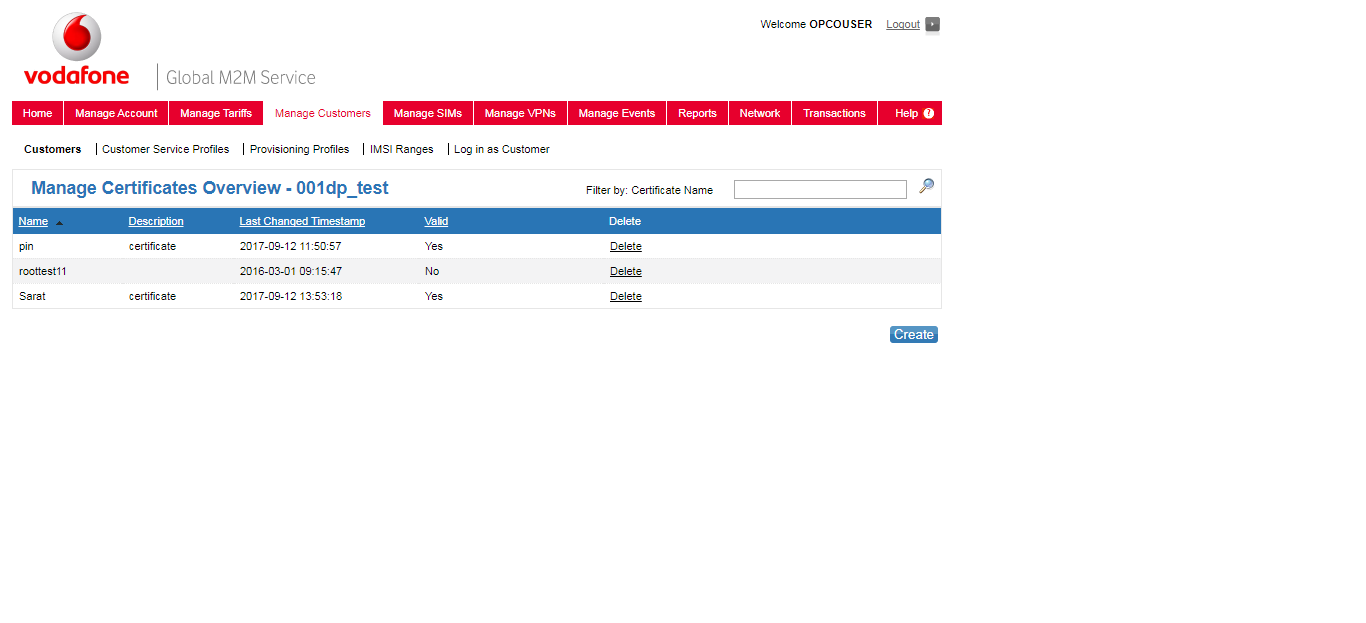 Welcome OPCOUSER Logout
vodafone
Global M2M Service
Home Manage Account Manage Tariffs Manage Customers Manage SIMs Manage VPNs Manage Events Reports Network Transactions Help ?
Customers Customer Service Profiles Provisioning Profiles IMSI Ranges Log in as Customer
Manage Certificates Overview - 001dp_test Filter by: Certificate Name
Name Description Last Changed Timestamp Valid Delete
pin certificate 2017-09-12 11:50:57 Yes Delete
roottest11 2016-03-01 09:15:47 No Delete
Sarat certificate 2017-09-12 13:53:18 Yes Delete
Create